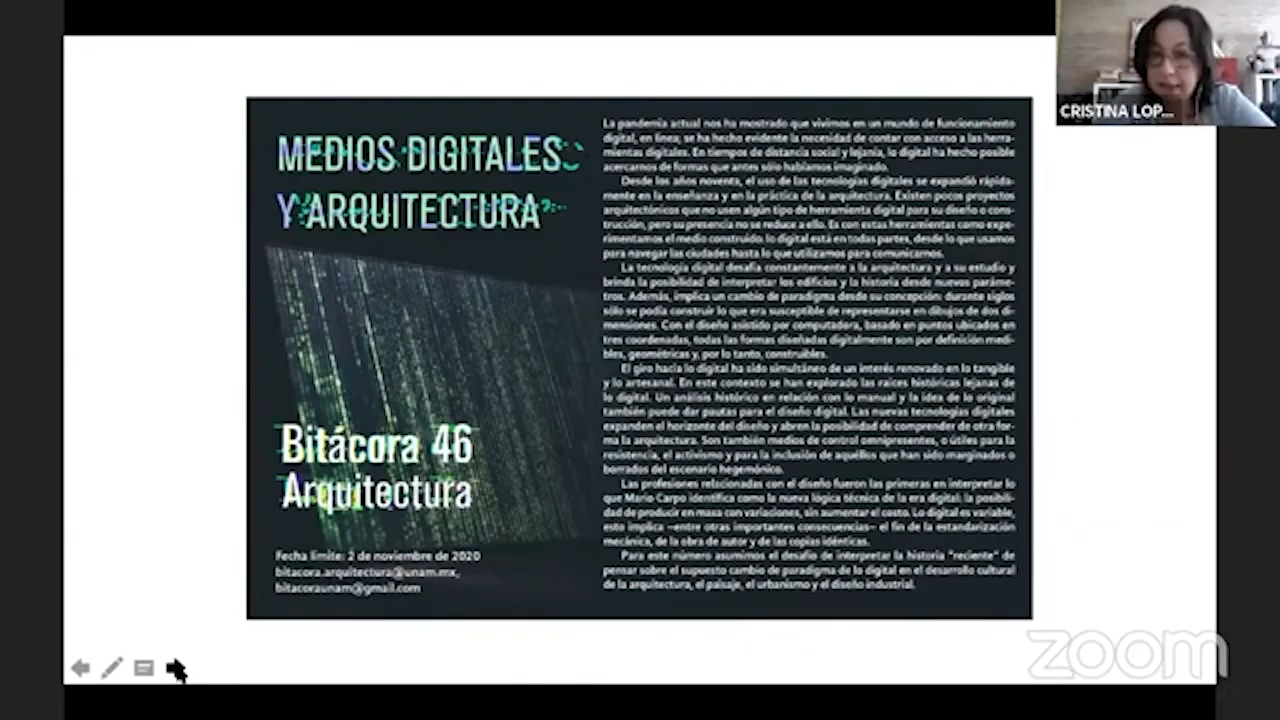 MEDIOS DIGITALES
Y ARQUITECTURA
Bitácora 46
Arquitectura
Fecha límite: 2 de noviembre de 2020
bitacora.arquitectura@unam.mx,
bitacoraunam@gmail.com
La pandemia actual nos ha mostrado que vivimos en un mundo de funcionamiento
digital, en línea; se ha hecho evidente la necesidad de contar con acceso a las herra-
mientas digitales. En tiempos de distancia social y lejanía, lo digital ha hecho posible
acercarnos de formas que antes sólo habíamos imaginado.
Desde los años noventa, el uso de las tecnologías digitales se expandió rápida-
mente en la enseñanza y en la práctica de la arquitectura. Existen pocos proyectos
arquitectónicos que no usen algún tipo de herramienta digital para su diseño o cons-
trucción, pero su presencia no se reduce a ello. Es con estas herramientas como expe-
rimentamos el medio construido: lo digital está en todas partes, desde lo que usamos
para navegar las ciudades hasta lo que utilizamos para comunicarnos.
La tecnología digital desafía constantemente a la arquitectura y a su estudio y
brinda la posibilidad de interpretar los edificios y la historia desde nuevos paráme-
tros. Además, implica un cambio de paradigma desde su concepción: durante siglos
sólo se podía construir lo que era susceptible de representarse en dibujos de dos di-
mensiones. Con el diseño asistido por computadora, basado en puntos ubicados en
tres coordenadas, todas las formas diseñadas digitalmente son por definición medi-
bles, geométricas y, por lo tanto, construibles.
El giro hacia lo digital ha sido simultáneo de un interés renovado en lo tangible
y lo artesanal. En este contexto se han explorado las raíces históricas lejanas de
lo digital. Un análisis histórico en relación con lo manual y la idea de lo original
también puede dar pautas para el diseño digital. Las nuevas tecnologías digitales
expanden el horizonte del diseño y abren la posibilidad de comprender de otra for-
ma la arquitectura. Son también medios de control omnipresentes, o útiles para la
resistencia, el activismo y para la inclusión de aquéllos que han sido marginados o
borrados del escenario hegemónico.
Las profesiones relacionadas con el diseño fueron las primeras en interpretar lo
que Mario Carpo identifica como la nueva lógica técnica de la era digital: la posibili-
dad de producir en masa con variaciones, sin aumentar el costo. Lo digital es variable,
esto implica —entre otras importantes consecuencias— el fin de la estandarización
mecánica, de la obra de autor y de las copias idénticas.
Para este número asumimos el desafío de interpretar la historia "reciente" de
pensar sobre el supuesto cambio de paradigma de lo digital en el desarrollo cultural
de la arquitectura, el paisaje, el urbanismo y el diseño industrial.
CRISTINA LOP...
zoom